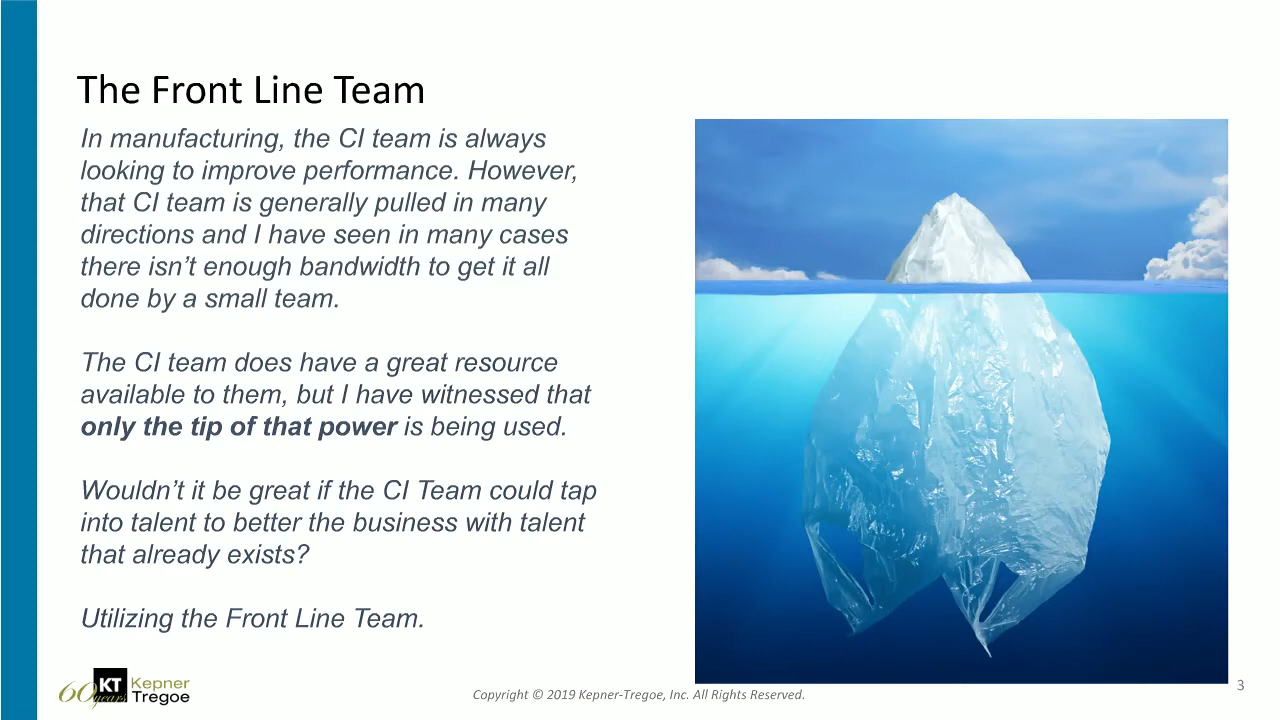 The Front Line Team
In manufacturing, the CI team is always
looking to improve performance. However,
that CI team is generally pulled in many
directions and I have seen in many cases
there isn’t enough bandwidth to get it all
done by a small team.
The CI team does have a great resource
available to them, but I have witnessed that
only the tip of that power is being used.
Wouldn’t it be great if the CI Team could tap
into talent to better the business with talent
that already exists?
Utilizing the Front Line Team.
60 years KT Kepner
Tregoe
Copyright © 2019 Kepner-Tregoe, Inc. All Rights Reserved.
3